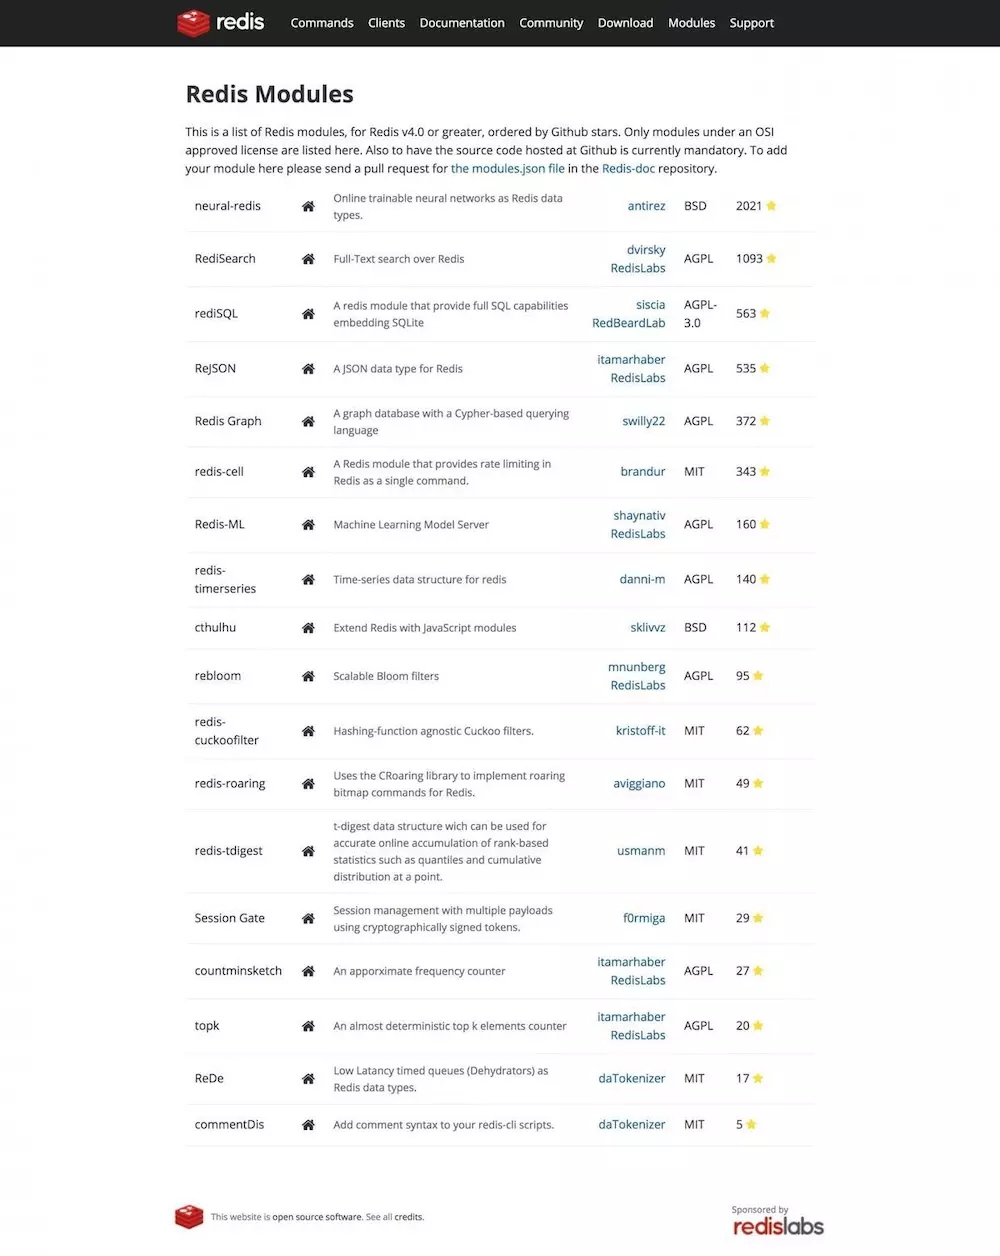 redis Commands Clients Documentation Community Download Modules Support
Redis Modules
This is a list of Redis modules, for Redis v4.0 or greater, ordered by Github stars. Only modules under an OSI
approved license are listed here. Also to have the source code hosted at Github is currently mandatory. To add
your module here please send a pull request for the modules.json file in the Redis-doc repository.
neural-redis
Online trainable neural networks as Redis data
types.
antirez
BSD
2021
RediSearch
Full-Text search over Redis
dvirsky
RedisLabs
AGPL
1093
rediSQL
A redis module that provide full SQL capabilities
embedding SQLite
siscia
RedBeardLab
AGPL-
3.0
563
ReJSON
A JSON data type for Redis
itamarhaber
RedisLabs
AGPL
535
Redis Graph
A graph database with a Cypher-based querying
language
swilly22
AGPL
372
redis-cell
A Redis module that provides rate limiting in
Redis as a single command.
brandur
MIT
343
Redis-ML
Machine Learning Model Server
shaynativ
RedisLabs
AGPL
160
redis-
timerseries
Time-series data structure for redis
danni-m
AGPL
140
cthulhu
Extend Redis with JavaScript modules
sklivvz
BSD
112
rebloom
Scalable Bloom filters
mnunberg
RedisLabs
AGPL
95
redis-
cuckoofilter
Hashing-function agnostic Cuckoo filters.
kristoff-it
MIT
62
redis-roaring
Uses the CRoaring library to implement roaring
bitmap commands for Redis.
aviggiano
MIT
49
redis-tdigest
t-digest data structure wich can be used for
accurate online accumulation of rank-based
statistics such as quantiles and cumulative
distribution at a point.
usmanm
MIT
41
Session Gate
Session management with multiple payloads
using cryptographically signed tokens.
f0rmiga
MIT
29
countminsketch
An apporximate frequency counter
itamarhaber
RedisLabs
AGPL
27
topk
An almost deterministic top k elements counter
itamarhaber
RedisLabs
AGPL
20
ReDe
Low Latancy timed queues (Dehydrators) as
Redis data types.
daTokenizer
MIT
17
commentDis
Add comment syntax to your redis-cli scripts.
daTokenizer
MIT
5
This website is open source software. See all credits.
Sponsored by
redislabs